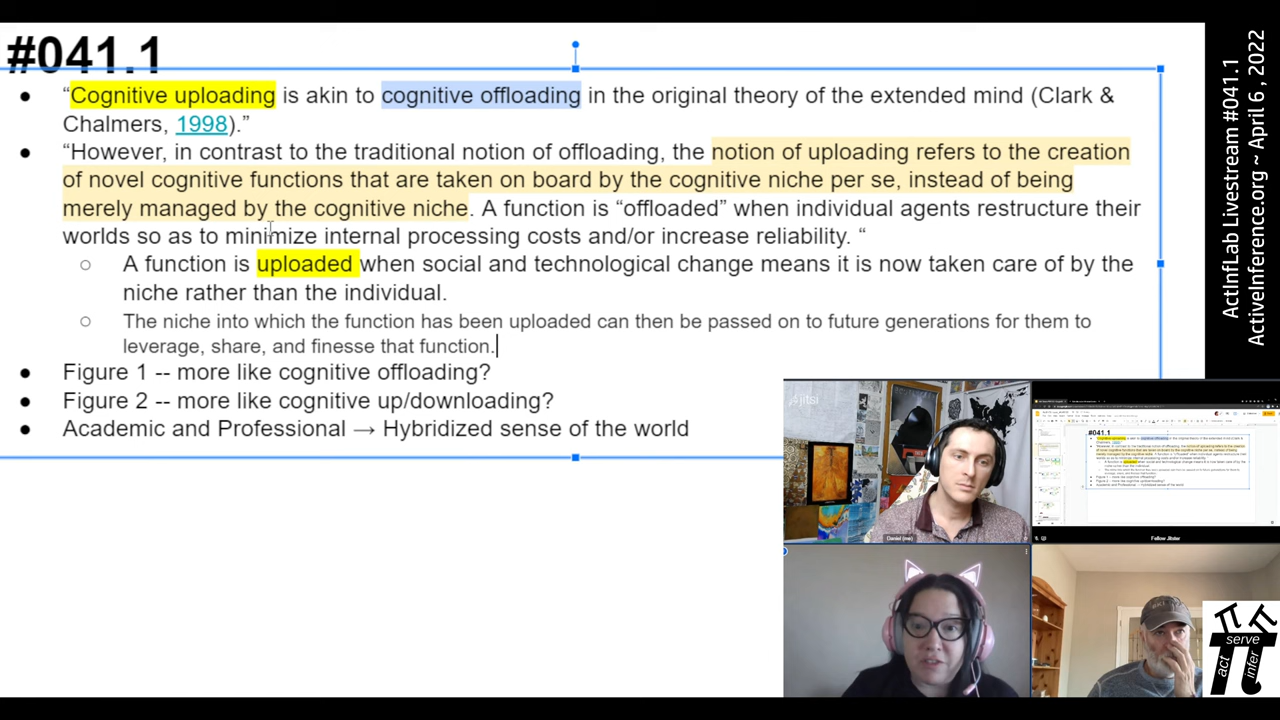 #041.1
● “Cognitive uploading is akin to cognitive offloading in the original theory of the extended mind (Clark &
Chalmers, 1998).”
● “However, in contrast to the traditional notion of offloading, the notion of uploading refers to the creation
of novel cognitive functions that are taken on board by the cognitive niche per se, instead of being
merely managed by the cognitive niche. A function is “offloaded” when individual agents restructure their
worlds so as to minimize internal processing costs and/or increase reliability. “
○ A function is uploaded when social and technological change means it is now taken care of by the
niche rather than the individual.
○ The niche into which the function has been uploaded can then be passed on to future generations for them to
leverage, share, and finesse that function.
● Figure 1 -- more like cognitive offloading?
● Figure 2 -- more like cognitive up/downloading?
● Academic and Professional → Hybridized sense of the world
ActInfLab Livestream #041.1
ActiveInference.org ~ April 6, 2022
jitsi
Daniel (me)
Fellow Jitster
act
serve
infer